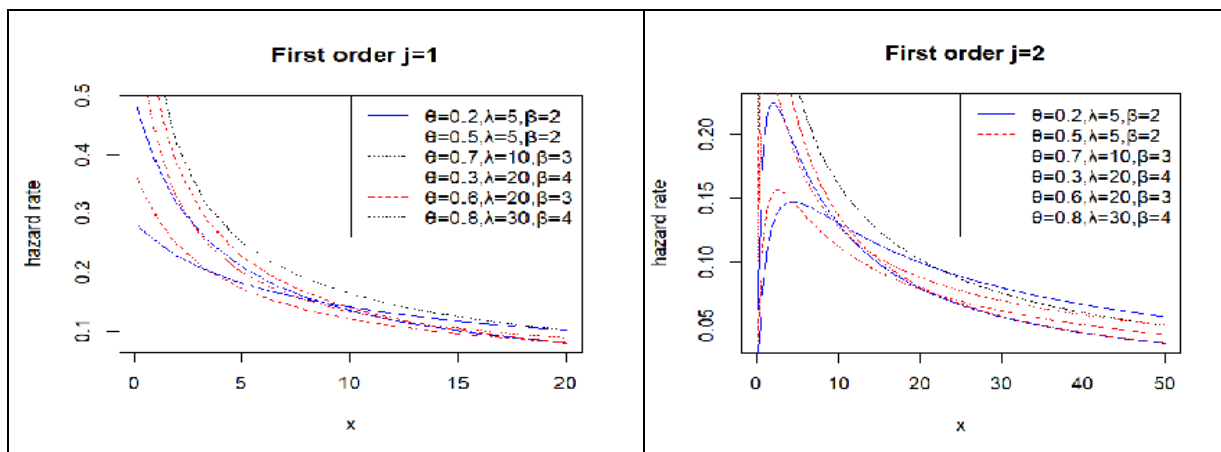 First order j=1
hazard rate
0.5
0.4
0.3
0.2
0.1
θ=0.2,λ=5,β=2
θ=0.5,λ=5,β=2
θ=0.7,λ=10,β=3
θ=0.3,λ=20,β=4
θ=0.6,λ=20,β=3
θ=0.8,λ=30,β=4
0 5 10 15 20
x
First order j=2
hazard rate
0.20
0.15
0.10
0.05
θ=0.2,λ=5,β=2
θ=0.5,λ=5,β=2
θ=0.7,λ=10,β=3
θ=0.3,λ=20,β=4
θ=0.6,λ=20,β=3
θ=0.8,λ=30,β=4
0 10 20 30 40 50
x